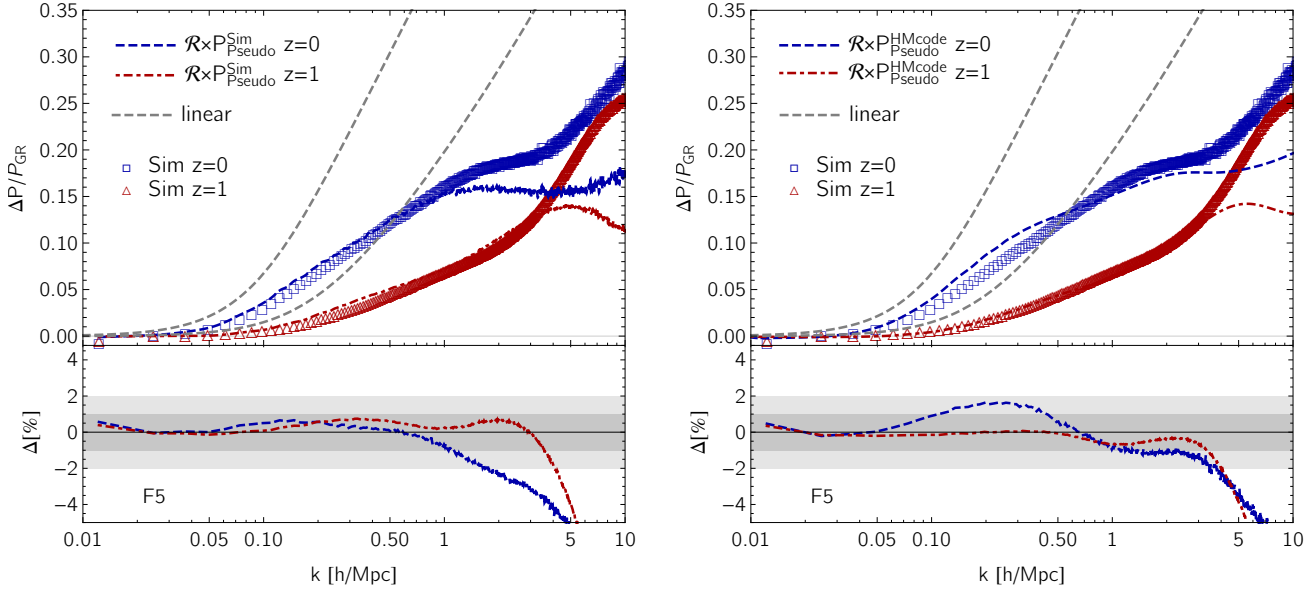 0.35
0.30
0.25
0.20
0.15
0.10
0.05
0.00
ΔP/P_GR
ℛ×P^Sim_Pseudo z=0
ℛ×P^Sim_Pseudo z=1
linear
Sim z=0
Sim z=1
4
2
0
-2
-4
Δ[%]
F5
0.01
0.05
0.10
0.50
1
5
10
k [h/Mpc]
0.35
0.30
0.25
0.20
0.15
0.10
0.05
0.00
ΔP/P_GR
ℛ×P^HMcode_Pseudo z=0
ℛ×P^HMcode_Pseudo z=1
linear
Sim z=0
Sim z=1
4
2
0
-2
-4
Δ[%]
F5
0.01
0.05
0.10
0.50
1
5
10
k [h/Mpc]